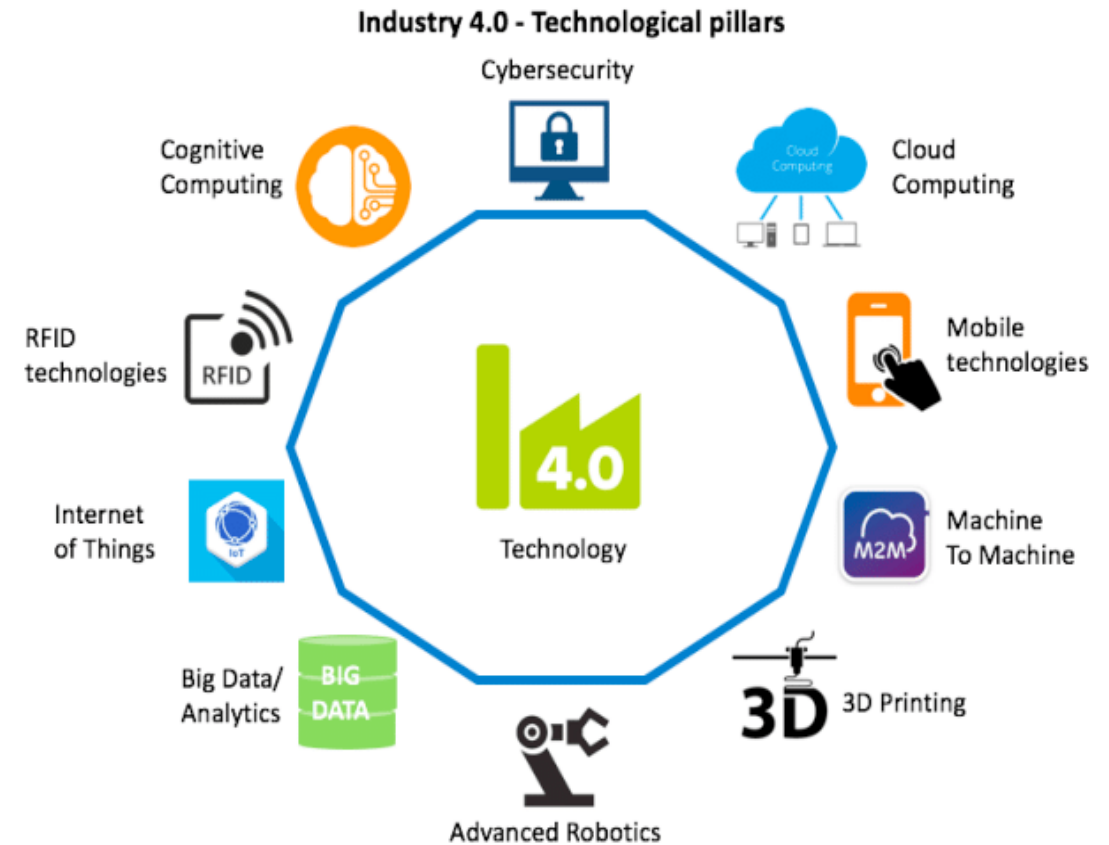 Industry 4.0 - Technological pillars
Cybersecurity
Cloud
Computing
Cloud
Computing
Mobile
technologies
M2M
Machine
To Machine
3D
3D Printing
Advanced Robotics
Big Data/
Analytics
BIG
DATA
Internet
of Things
IoT
RFID
technologies
RFID
Cognitive
Computing
4.0
Technology